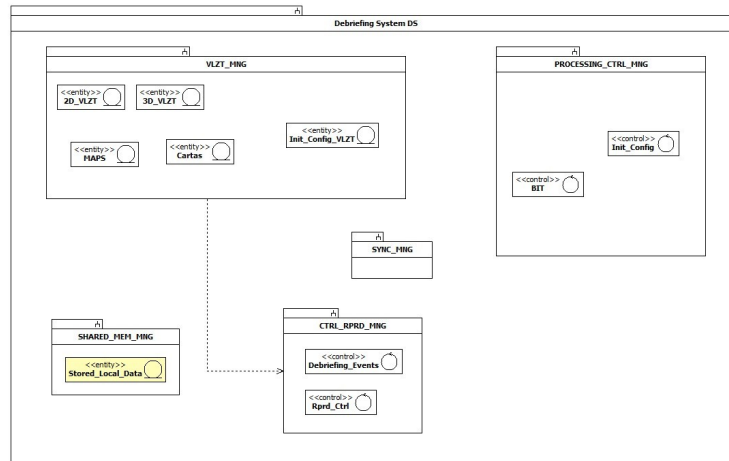 Debriefing System DS
VLZT_MNG
<<entity>>
2D_VLZT
<<entity>>
3D_VLZT
<<entity>>
Init_Config_VLZT
<<entity>>
MAPS
<<entity>>
Cartas
PROCESSING_CTRL_MNG
<<control>>
Init_Config
<<control>>
BIT
SYNC_MNG
SHARED_MEM_MNG
<<entity>>
Stored_Local_Data
CTRL_RPRD_MNG
<<control>>
Debriefing_Events
<<control>>
Rprd_Ctrl